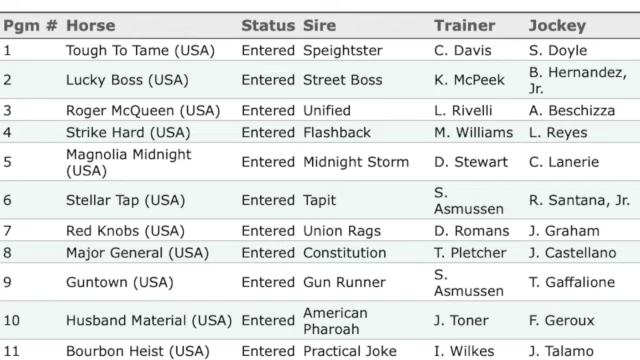 Pgm # Horse Status Sire Trainer Jockey
1 Tough To Tame (USA) Entered Speightster C. Davis S. Doyle
2 Lucky Boss (USA) Entered Street Boss K. McPeek B. Hernandez, Jr.
3 Roger McQueen (USA) Entered Unified L. Rivelli A. Beschizza
4 Strike Hard (USA) Entered Flashback M. Williams L. Reyes
5 Magnolia Midnight (USA) Entered Midnight Storm D. Stewart C. Lanerie
6 Stellar Tap (USA) Entered Tapit S. Asmussen R. Santana, Jr.
7 Red Knobs (USA) Entered Union Rags D. Romans J. Graham
8 Major General (USA) Entered Constitution T. Pletcher J. Castellano
9 Guntown (USA) Entered Gun Runner S. Asmussen T. Gaffalione
10 Husband Material (USA) Entered American Pharoah J. Toner F. Geroux
11 Bourbon Heist (USA) Entered Practical Joke I. Wilkes J. Talamo